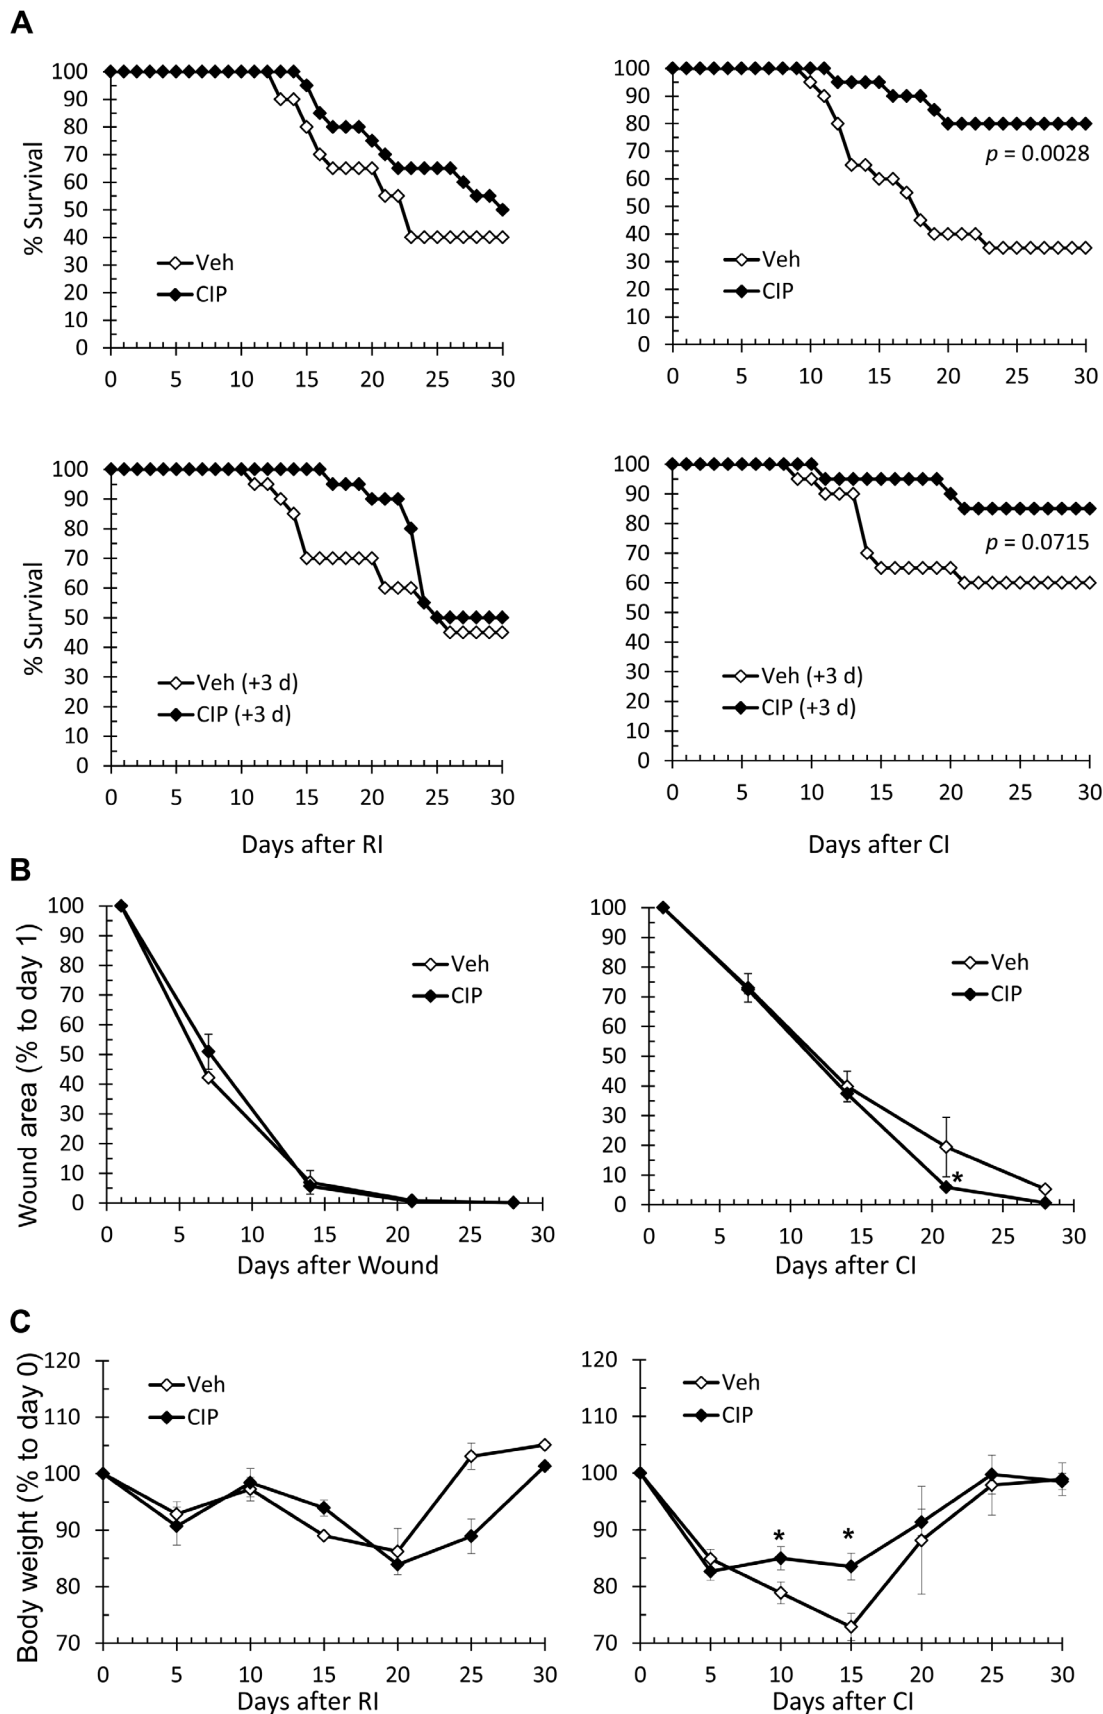 A
100
90
80
70
60
50
40
30
20
10
0
% Survival
Veh
CIP
0 5 10 15 20 25 30
100
90
80
70
60
50
40
30
20
10
0
p = 0.0028
Veh
CIP
0 5 10 15 20 25 30
100
90
80
70
60
50
40
30
20
10
0
% Survival
Veh (+3 d)
CIP (+3 d)
0 5 10 15 20 25 30
Days after RI
100
90
80
70
60
50
40
30
20
10
0
p = 0.0715
Veh (+3 d)
CIP (+3 d)
0 5 10 15 20 25 30
Days after CI
B
Wound area (% to day 1)
100
90
80
70
60
50
40
30
20
10
0
Veh
CIP
0 5 10 15 20 25 30
Days after Wound
100
90
80
70
60
50
40
30
20
10
0
Veh
CIP
*
0 5 10 15 20 25 30
Days after CI
C
Body weight (% to day 0)
120
110
100
90
80
70
Veh
CIP
0 5 10 15 20 25 30
Days after RI
120
110
100
90
80
70
Veh
CIP
* *
0 5 10 15 20 25 30
Days after CI